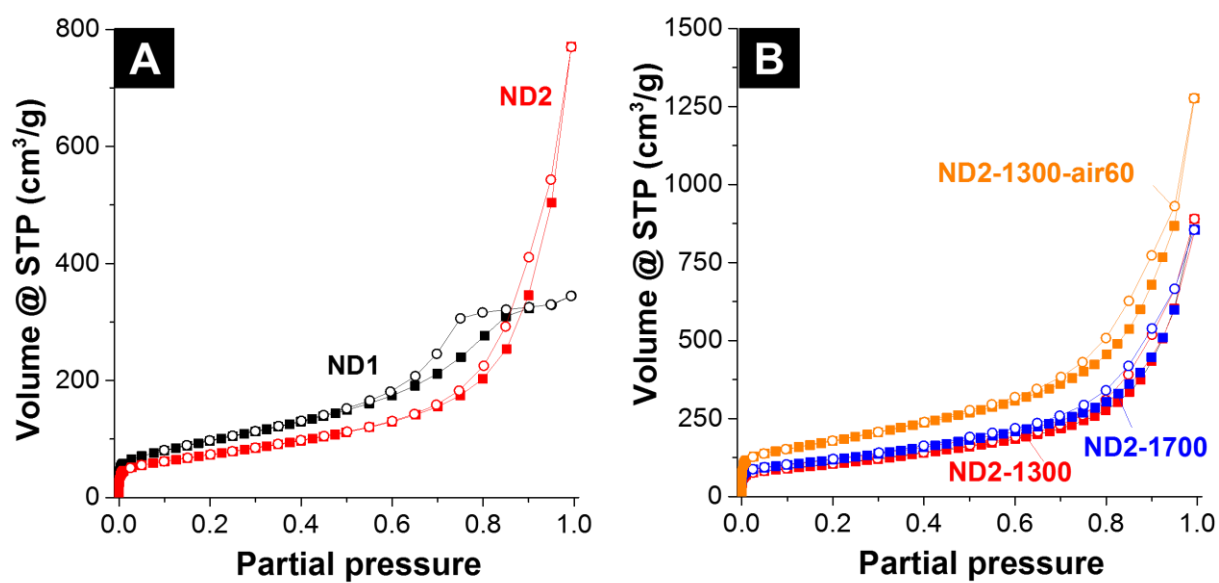 A
800
600
400
200
0
Volume @ STP (cm³/g)
ND2
ND1
0.0 0.2 0.4 0.6 0.8 1.0
Partial pressure
B
1500
1250
1000
750
500
250
0
Volume @ STP (cm³/g)
ND2-1300-air60
ND2-1700
ND2-1300
0.0 0.2 0.4 0.6 0.8 1.0
Partial pressure